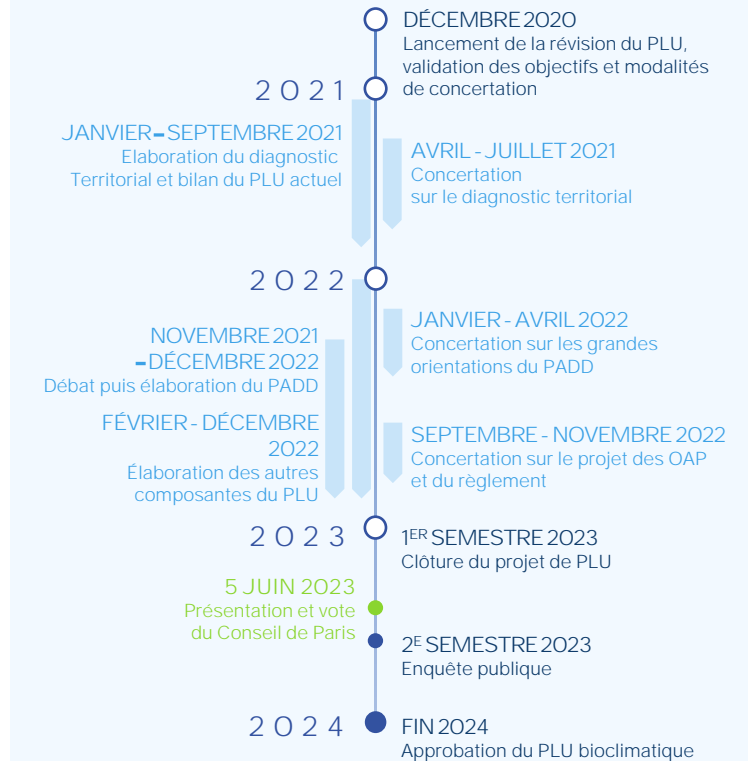 DÉCEMBRE 2020
Lancement de la révision du PLU,
validation des objectifs et modalités
de concertation
2021
JANVIER–SEPTEMBRE 2021
Elaboration du diagnostic
Territorial et bilan du PLU actuel
AVRIL - JUILLET 2021
Concertation
sur le diagnostic territorial
2022
JANVIER - AVRIL 2022
Concertation sur les grandes
orientations du PADD
NOVEMBRE 2021
–DÉCEMBRE 2022
Débat puis élaboration du PADD
FÉVRIER - DÉCEMBRE
2022
Élaboration des autres
composantes du PLU
SEPTEMBRE - NOVEMBRE 2022
Concertation sur le projet des OAP
et du règlement
2023
1ER SEMESTRE 2023
Clôture du projet de PLU
5 JUIN 2023
Présentation et vote
du Conseil de Paris
2E SEMESTRE 2023
Enquête publique
2024
FIN 2024
Approbation du PLU bioclimatique